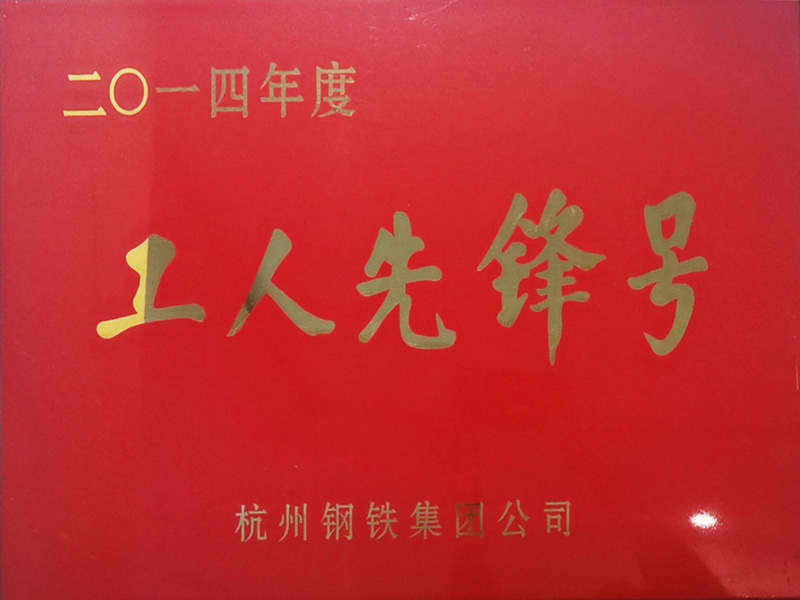 二〇一四年度
工人先锋号
杭州钢铁集团公司